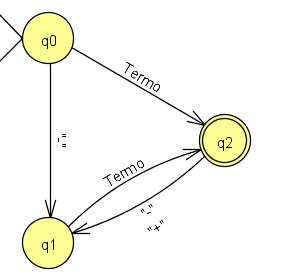 q0
Termo
"-"
q2
Termo
"-"
"+"
q1